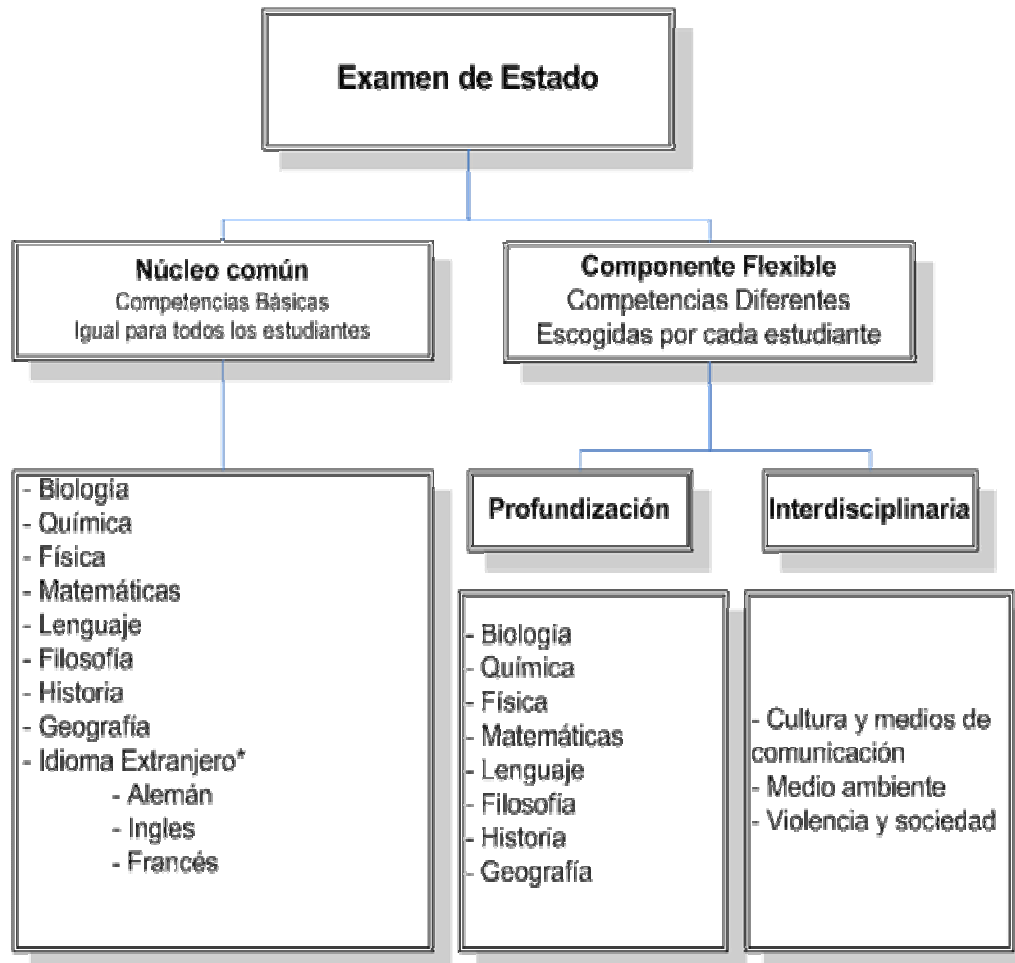 Examen de Estado
Núcleo común
Competencias Básicas
Igual para todos los estudiantes
Componente Flexible
Competencias Diferentes
Escogidas por cada estudiante
- Biología
- Química
- Física
- Matemáticas
- Lenguaje
- Filosofía
- Historia
- Geografía
- Idioma Extranjero*
- Alemán
- Ingles
- Francés
Profundización
- Biología
- Química
- Física
- Matemáticas
- Lenguaje
- Filosofía
- Historia
- Geografía
Interdisciplinaria
- Cultura y medios de
comunicación
- Medio ambiente
- Violencia y sociedad